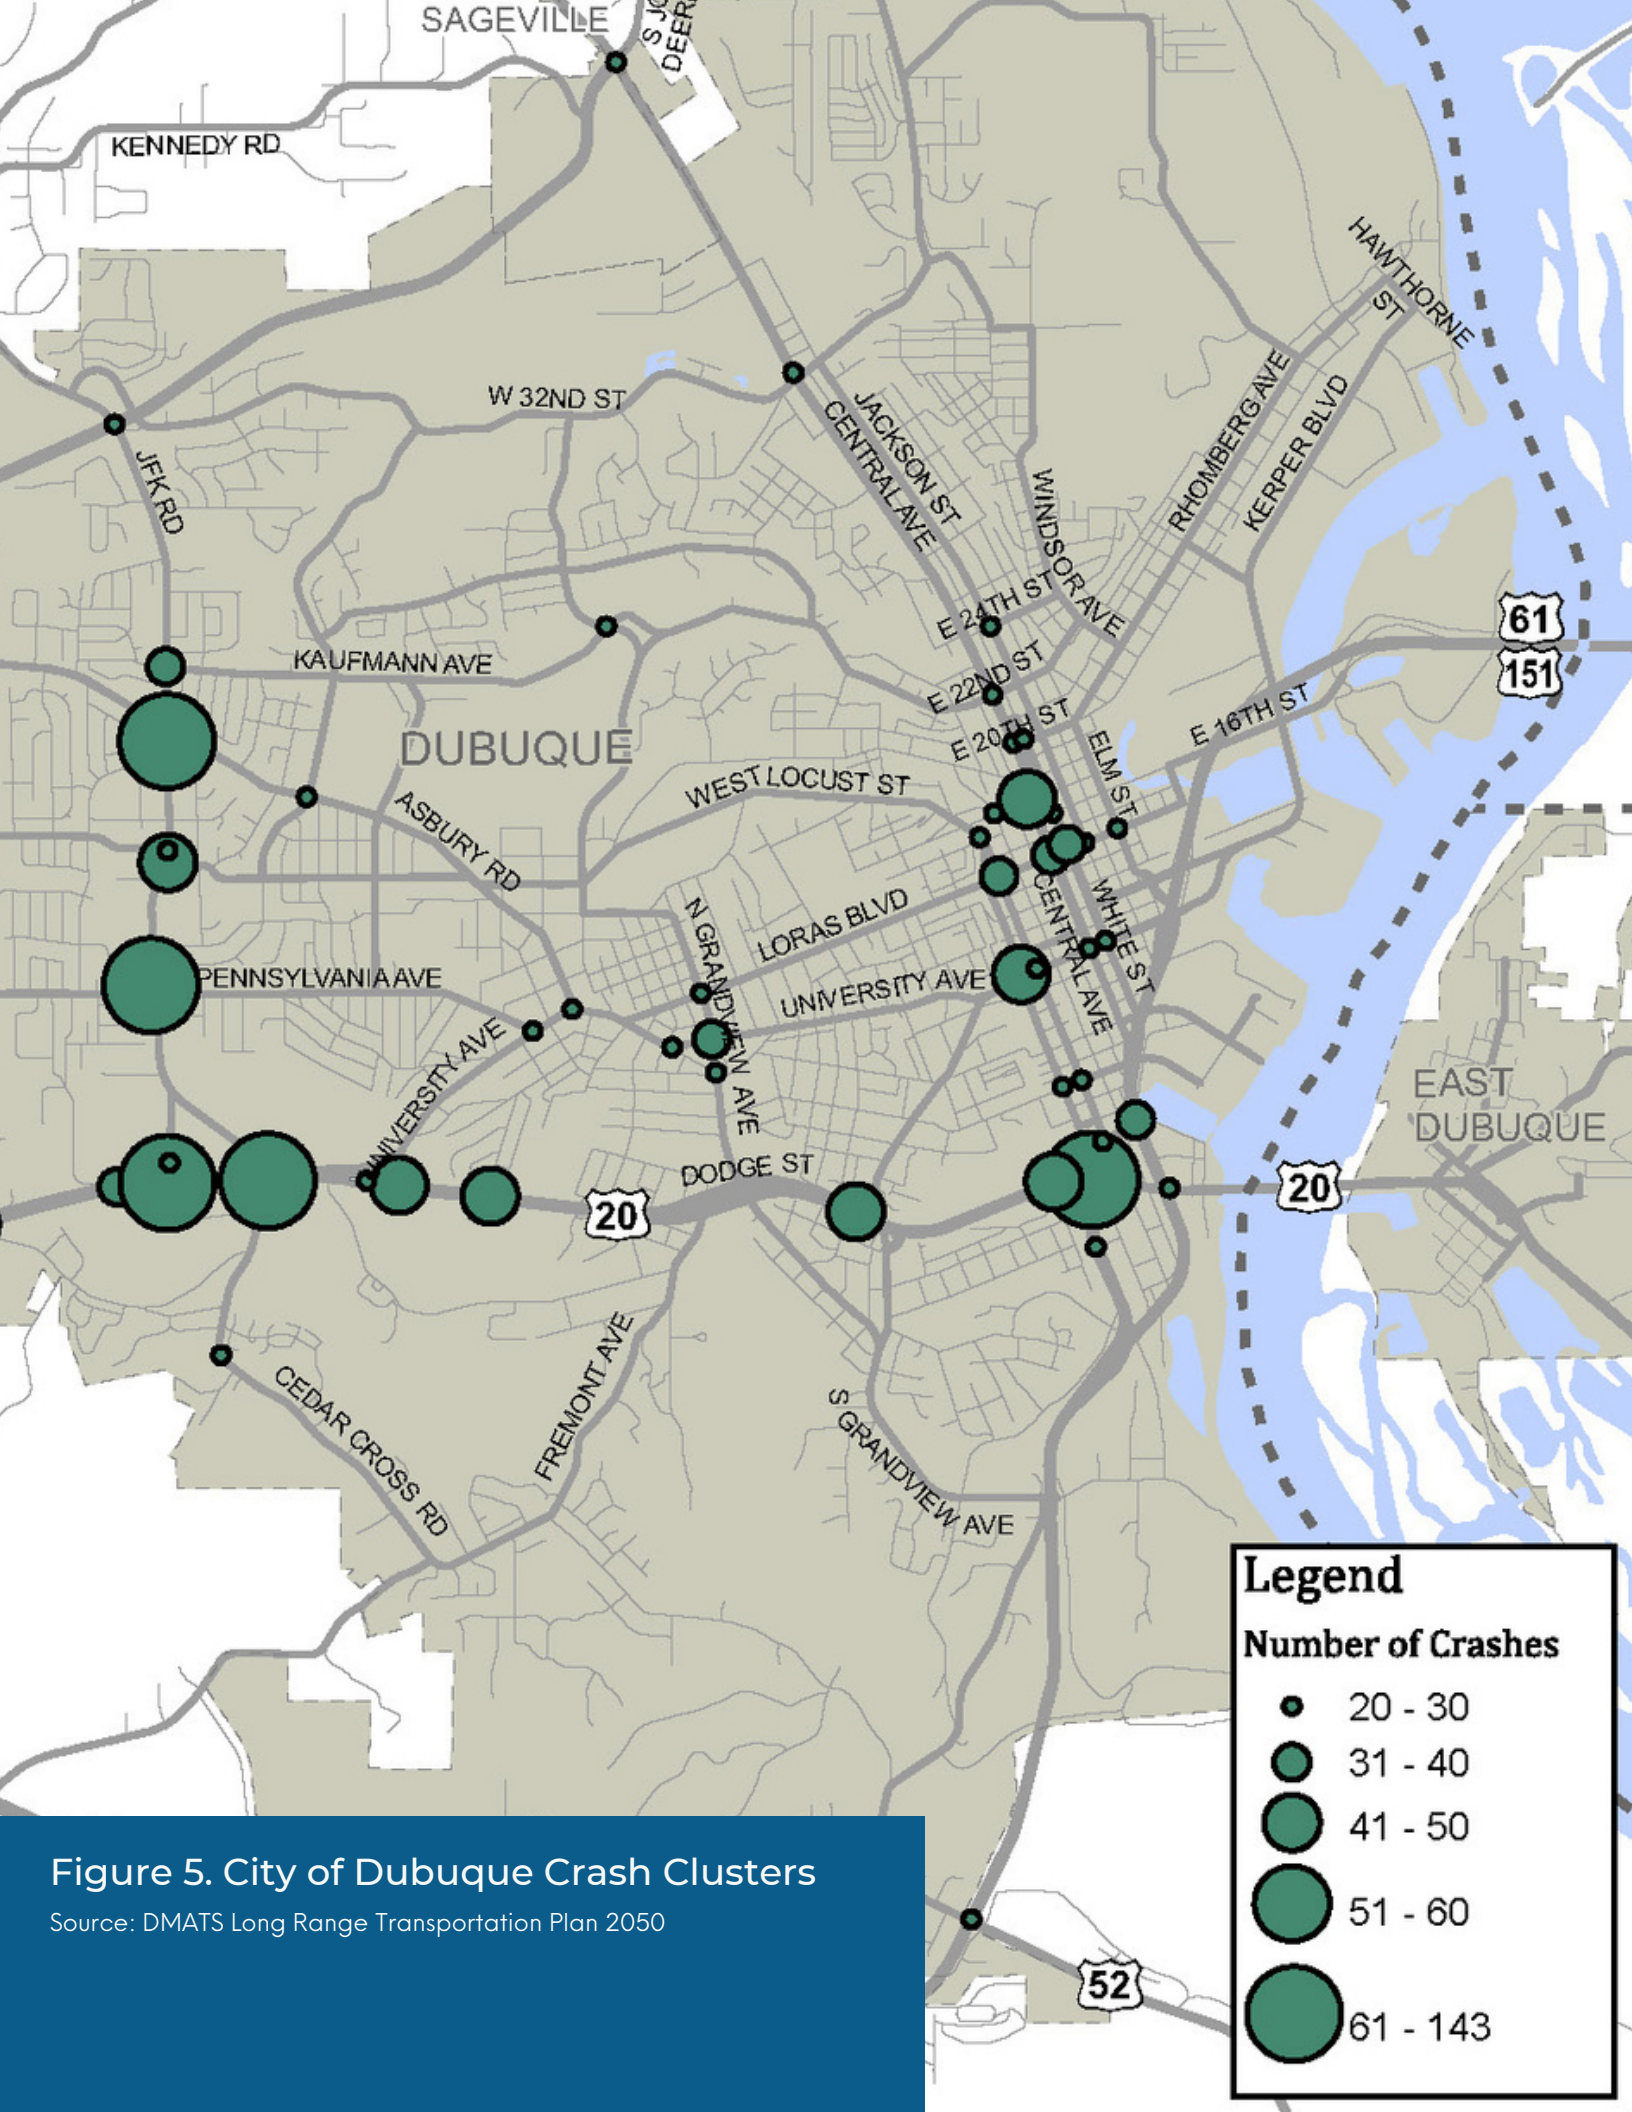 SAGEVILLE
S JO
DEER
KENNEDY RD
HAWTHORNE
ST
W 32ND ST
JACKSON ST
CENTRAL AVE
RHOMBERG AVE
KERPER BLVD
JFK RD
WINDSOR AVE
E 24TH ST
61
151
KAUFMANN AVE
E 22ND ST
E 20TH ST
E 16TH ST
DUBUQUE
ELM ST
WEST LOCUST ST
ASBURY RD
N GRANDVIEW AVE
LORAS BLVD
CENTRAL AVE
WHITE ST
PENNSYLVANIA AVE
UNIVERSITY AVE
UNIVERSITY AVE
EAST
DUBUQUE
DODGE ST
20
20
CEDAR CROSS RD
FREMONT AVE
S GRANDVIEW AVE
Legend
Number of Crashes
20 - 30
31 - 40
41 - 50
51 - 60
61 - 143
52
Figure 5. City of Dubuque Crash Clusters
Source: DMATS Long Range Transportation Plan 2050